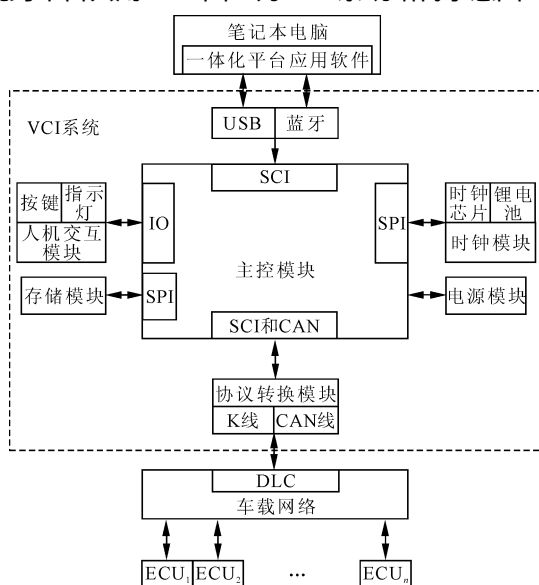 笔记本电脑
一体化平台应用软件
VCI系统
USB 蓝牙
SCI
按键 指示灯
人机交互模块
IO
SPI
时钟芯片 锂电池
时钟模块
主控模块
存储模块
SPI
电源模块
SCI和CAN
协议转换模块
K线 CAN线
DLC
车载网络
ECU₁ ECU₂ … ECUₙ